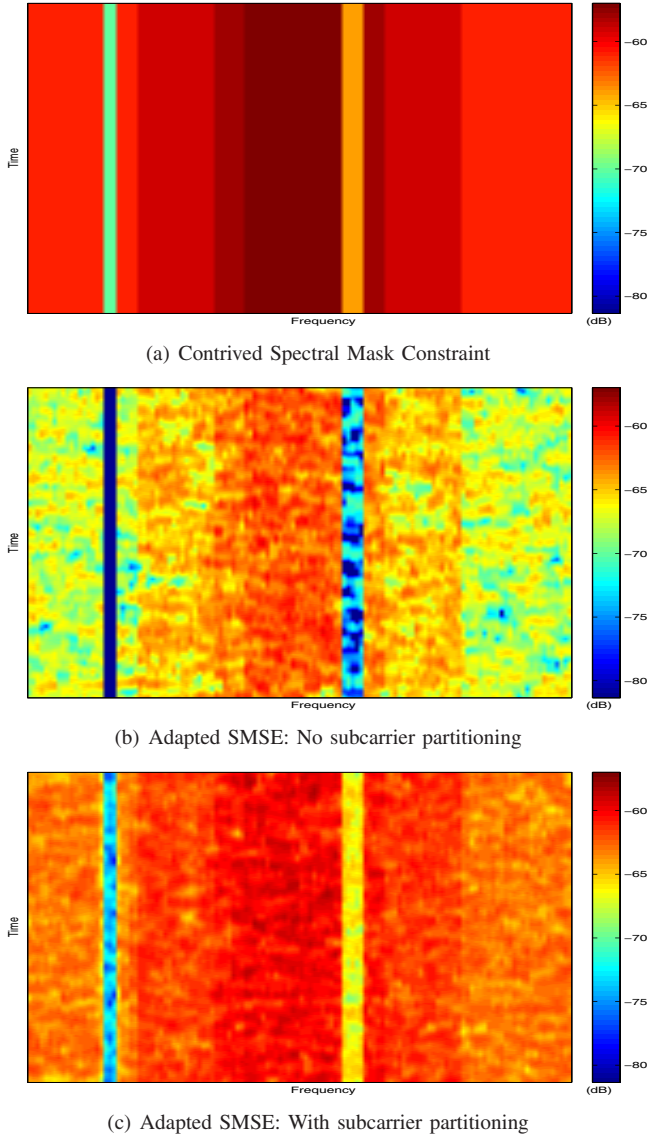 −60
−65
−70
−75
−80
(dB)
Time
Frequency
(a) Contrived Spectral Mask Constraint
−60
−65
−70
−75
−80
(dB)
Time
Frequency
(b) Adapted SMSE: No subcarrier partitioning
−60
−65
−70
−75
−80
(dB)
Time
Frequency
(c) Adapted SMSE: With subcarrier partitioning